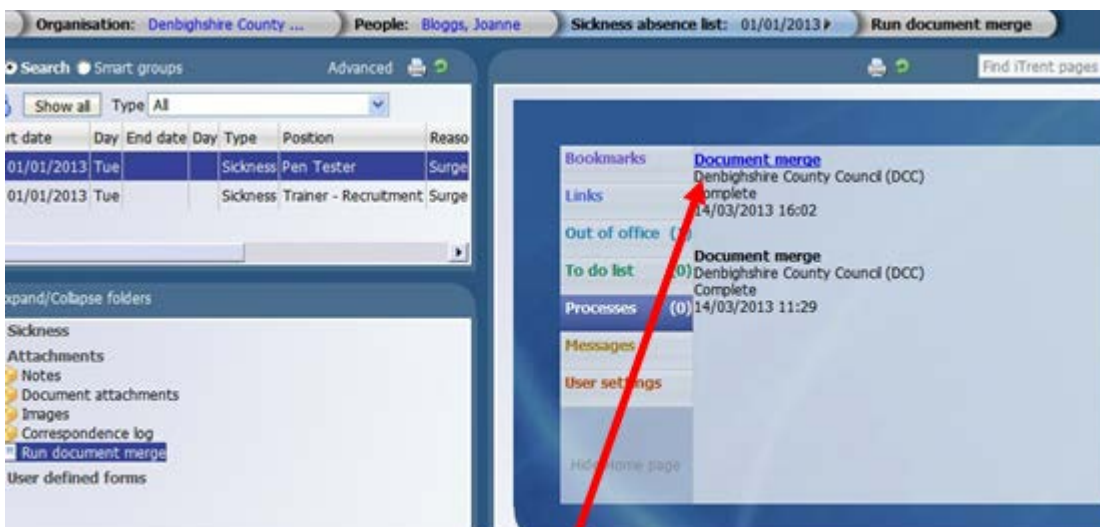 Organisation: Denbighshire County ... People: Bloggs, Joanne Sickness absence list: 01/01/2013 Run document merge
Search Smart groups Advanced Find iTrent pages
Show all Type All
rt date Day End date Day Type Position Reaso
01/01/2013 Tue Sickness Pen Tester Surge
01/01/2013 Tue Sickness Trainer - Recruitment Surge
xpand/Collapse folders
Sickness
Attachments
Notes
Document attachments
Images
Correspondence log
Run document merge
User defined forms
Bookmarks
Links
Out of office
To do list (0)
Processes (0)
Messages
User settings
Hide Home page
Document merge
Denbighshire County Council (DCC)
Complete
14/03/2013 16:02
Document merge
Denbighshire County Council (DCC)
Complete
14/03/2013 11:29